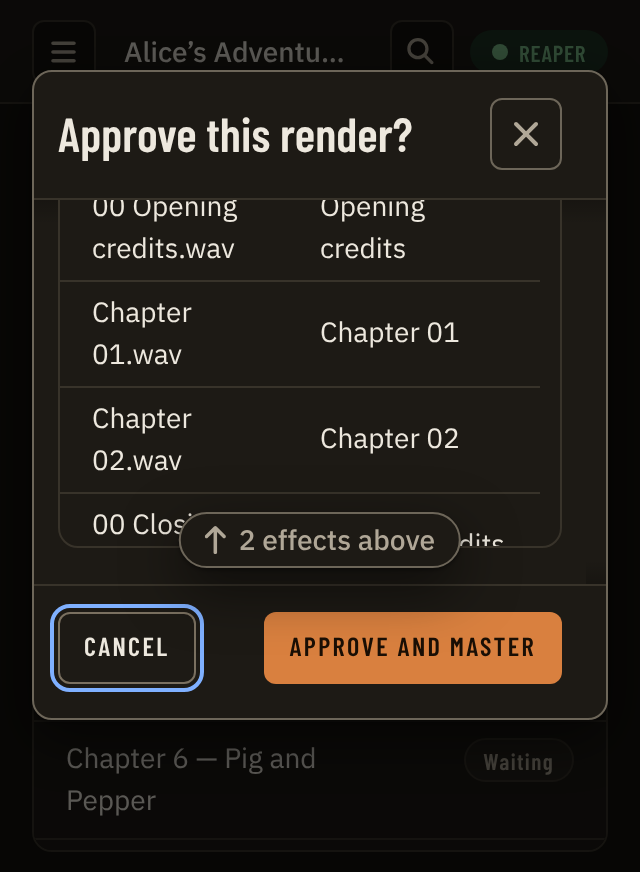 Alice’s Adventu...
REAPER
Approve this render?
00 Opening
credits.wav
Opening
credits
Chapter
01.wav
Chapter 01
Chapter
02.wav
Chapter 02
00
↑ 2 effects above
CANCEL
APPROVE AND MASTER
Chapter 6 — Pig and
Pepper
Waiting